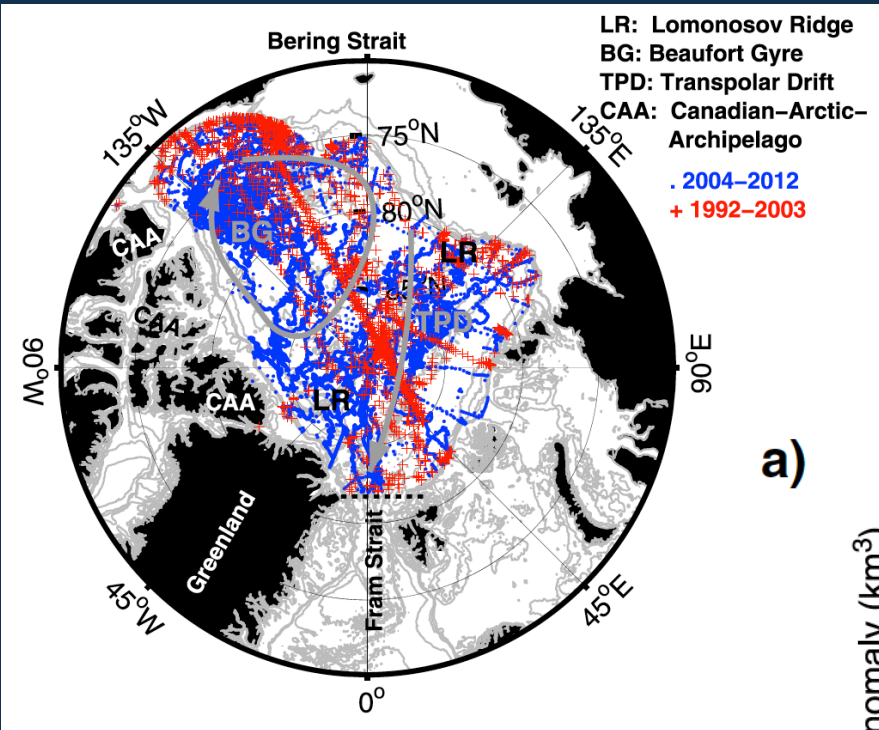 LR: Lomonosov Ridge
BG: Beaufort Gyre
TPD: Transpolar Drift
CAA: Canadian–Arctic–
Archipelago
. 2004–2012
+ 1992–2003
Bering Strait
135°W
75°N
135°E
80°N
CAA
BG
LR
CAA
TPD
90°W
90°E
CAA
LR
a)
Greenland
Fram Strait
45°W
45°E
0°
nomaly (km³)